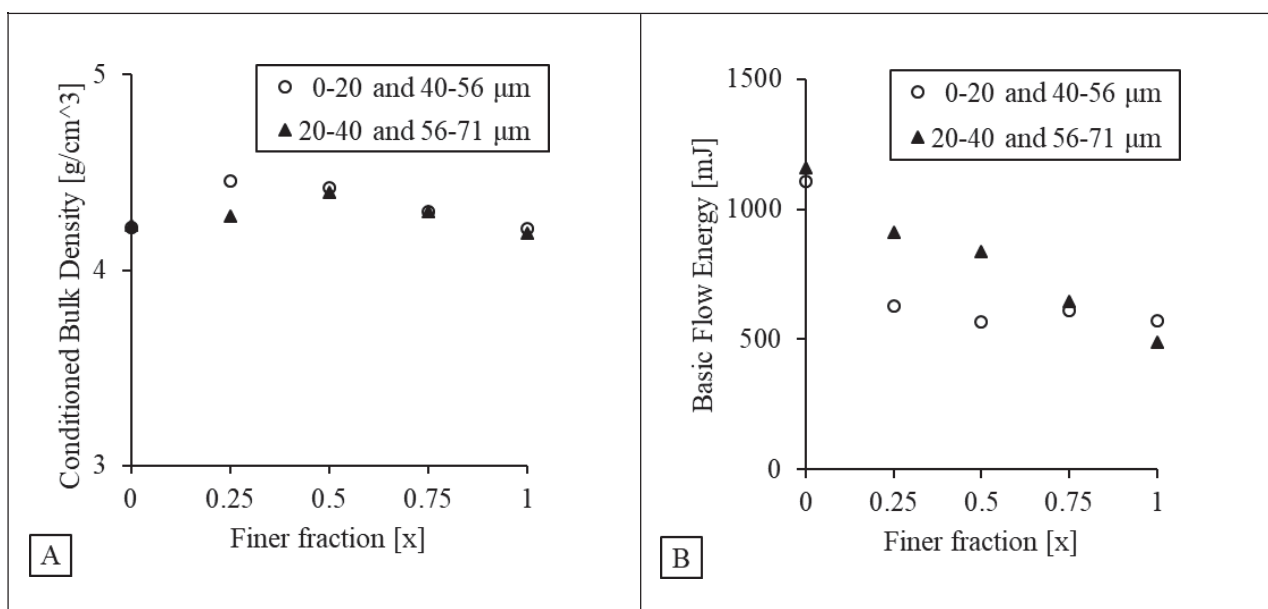 Conditioned Bulk Density [g/cm^3]
5
4
3
0-20 and 40-56 μm
20-40 and 56-71 μm
0 0.25 0.5 0.75 1
Finer fraction [x]
A
Basic Flow Energy [mJ]
1500
1000
500
0
0-20 and 40-56 μm
20-40 and 56-71 μm
0 0.25 0.5 0.75 1
Finer fraction [x]
B